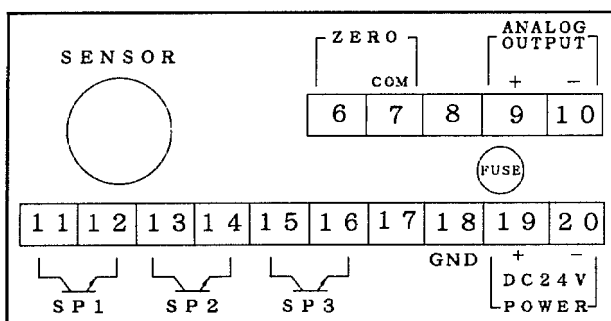 SENSOR
ZERO
COM
ANALOG
OUTPUT
+ −
6 7 8 9 10
FUSE
11 12 13 14 15 16 17 18 19 20
SP1 SP2 SP3
GND
+ −
DC24V
POWER